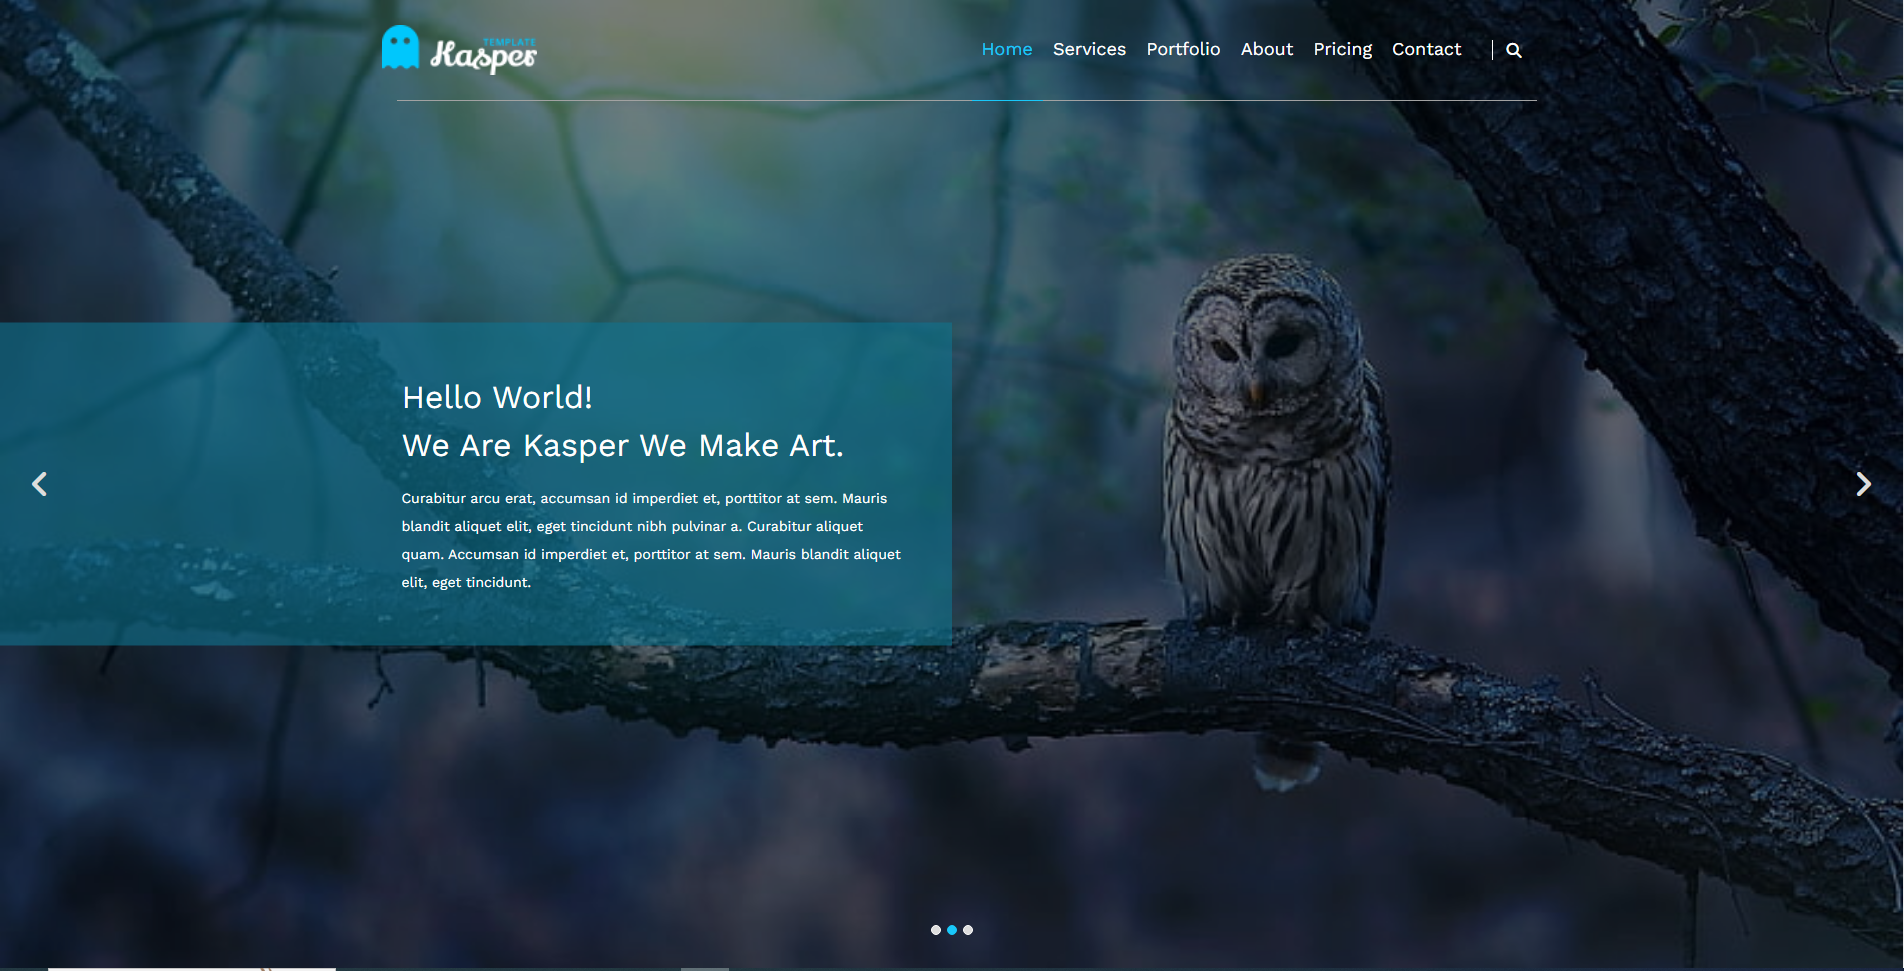 TEMPLATE
Kasper
Home Services Portfolio About Pricing Contact
Hello World!
We Are Kasper We Make Art.
Curabitur arcu erat, accumsan id imperdiet et, porttitor at sem. Mauris
blandit aliquet elit, eget tincidunt nibh pulvinar a. Curabitur aliquet
quam. Accumsan id imperdiet et, porttitor at sem. Mauris blandit aliquet
elit, eget tincidunt.